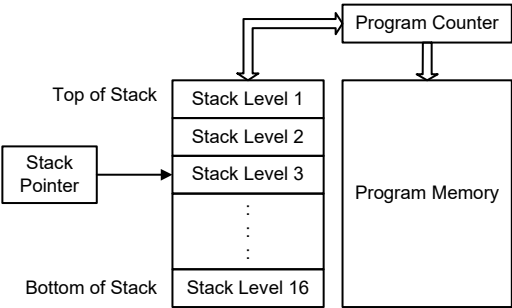 Program Counter
Top of Stack
Stack Level 1
Stack Level 2
Stack
Pointer
Stack Level 3
:
:
:
Program Memory
Bottom of Stack
Stack Level 16